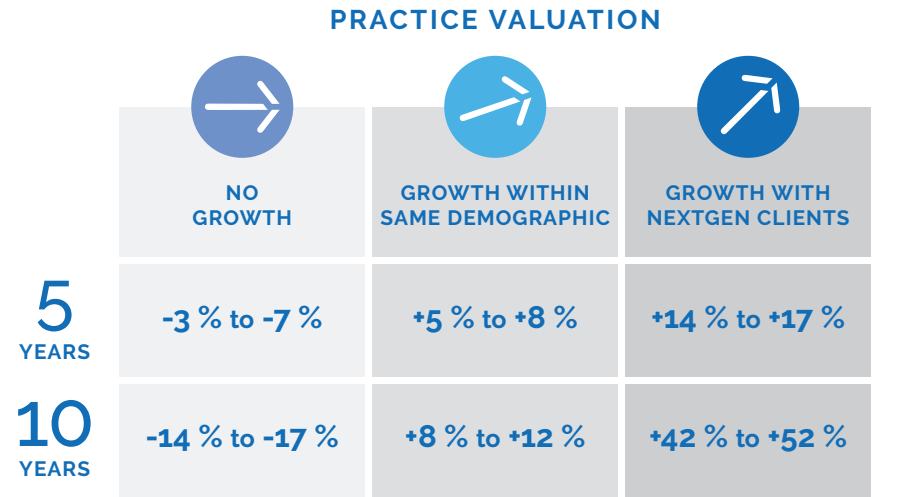 PRACTICE VALUATION
NO
GROWTH
GROWTH WITHIN
SAME DEMOGRAPHIC
GROWTH WITH
NEXTGEN CLIENTS
5
YEARS
-3 % to -7 %
+5 % to +8 %
+14 % to +17 %
10
YEARS
-14 % to -17 %
+8 % to +12 %
+42 % to +52 %